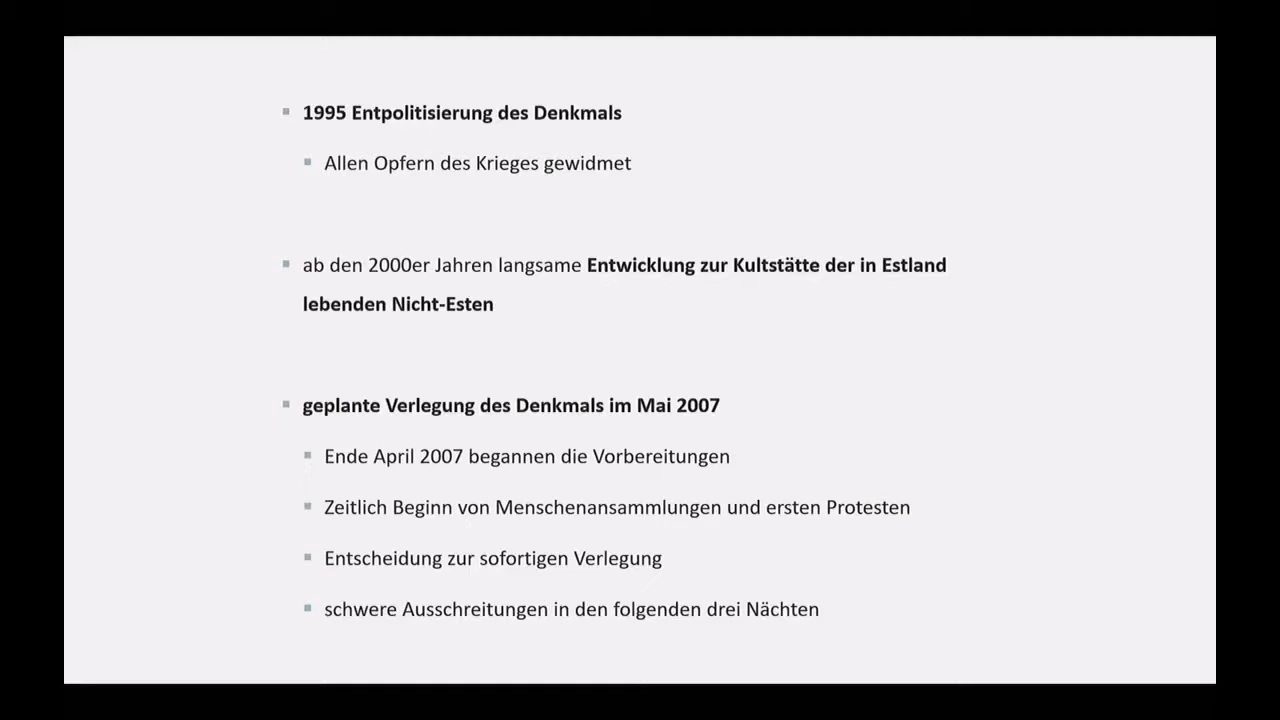 1995 Entpolitisierung des Denkmals
Allen Opfern des Krieges gewidmet
ab den 2000er Jahren langsame Entwicklung zur Kultstätte der in Estland
lebenden Nicht-Esten
geplante Verlegung des Denkmals im Mai 2007
Ende April 2007 begannen die Vorbereitungen
Zeitlich Beginn von Menschenansammlungen und ersten Protesten
Entscheidung zur sofortigen Verlegung
schwere Ausschreitungen in den folgenden drei Nächten